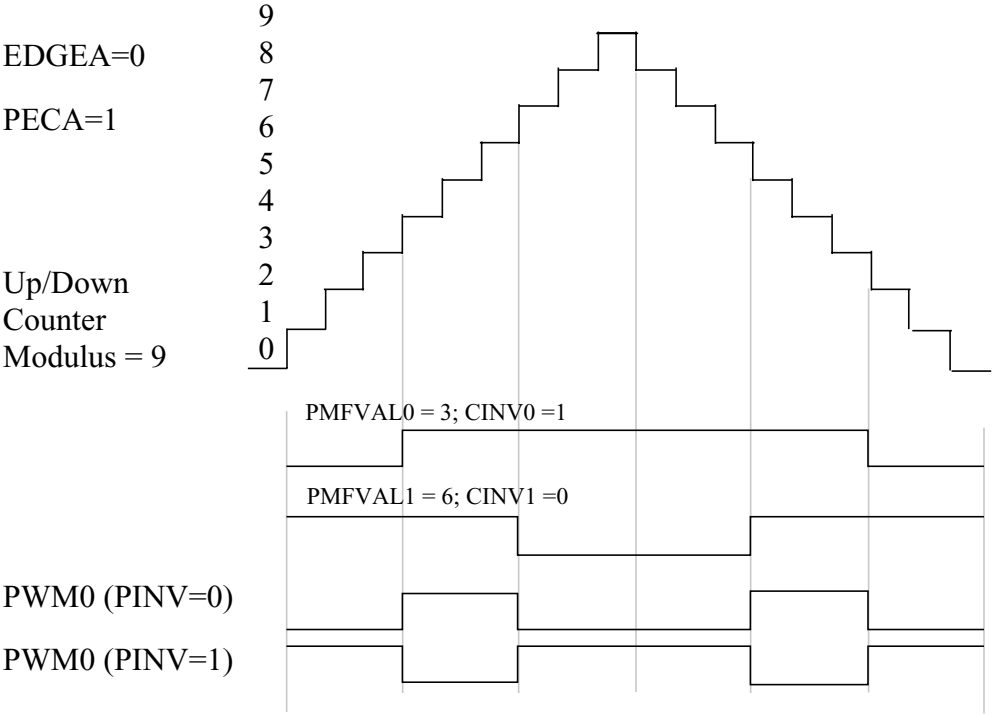 9
EDGEA=0
8
7
PECA=1
6
5
4
3
Up/Down
2
Counter
1
Modulus = 9
0
PMFVAL0 = 3; CINV0 =1
PMFVAL1 = 6; CINV1 =0
PWM0 (PINV=0)
PWM0 (PINV=1)